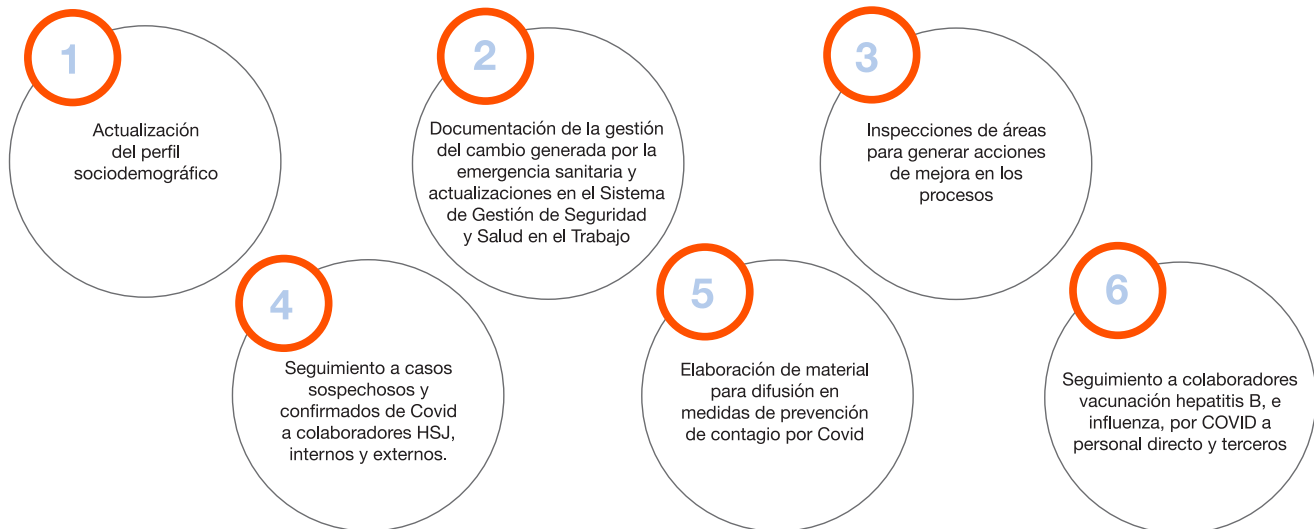 1
Actualización
del perfil
sociodemográfico
2
Documentación de la gestión
del cambio generada por la
emergencia sanitaria y
actualizaciones en el Sistema
de Gestión de Seguridad
y Salud en el Trabajo
3
Inspecciones de áreas
para generar acciones
de mejora en los
procesos
4
Seguimiento a casos
sospechosos y
confirmados de Covid
a colaboradores HSJ,
internos y externos.
5
Elaboración de material
para difusión en
medidas de prevención
de contagio por Covid
6
Seguimiento a colaboradores
vacunación hepatitis B, e
influenza, por COVID a
personal directo y terceros